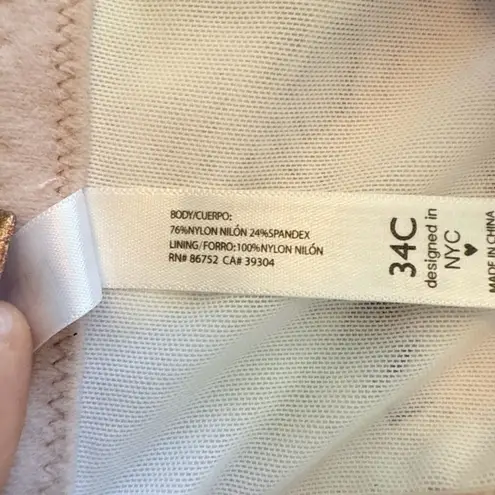 BODY/CUERPO:
76%NYLON NILÓN 24%SPANDEX
LINING/FORRO:100%NYLON NILÓN
RN# 86752 CA# 39304
34C
designed in
NYC
MADE IN CHINA